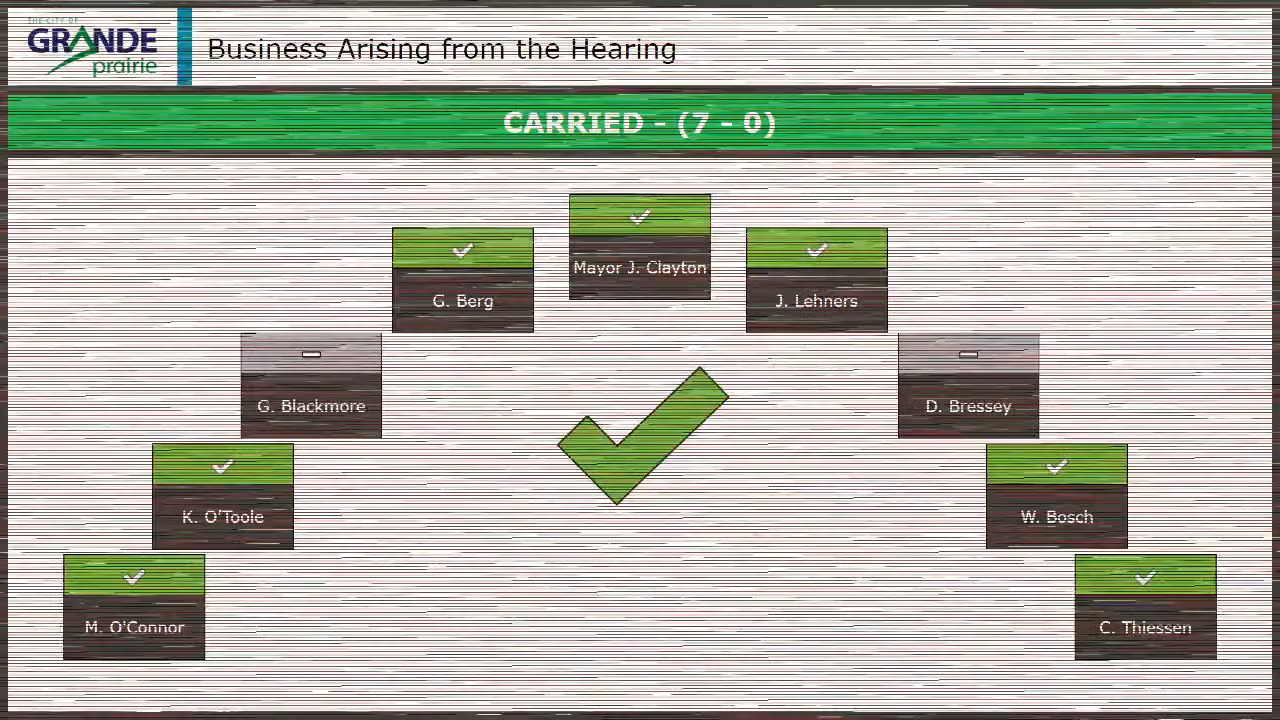 THE CITY OF
GRANDE
prairie
Business Arising from the Hearing
CARRIED - (7 - 0)
Mayor J. Clayton
G. Berg
J. Lehners
G. Blackmore
D. Bressey
K. O'Toole
W. Bosch
M. O'Connor
C. Thiessen